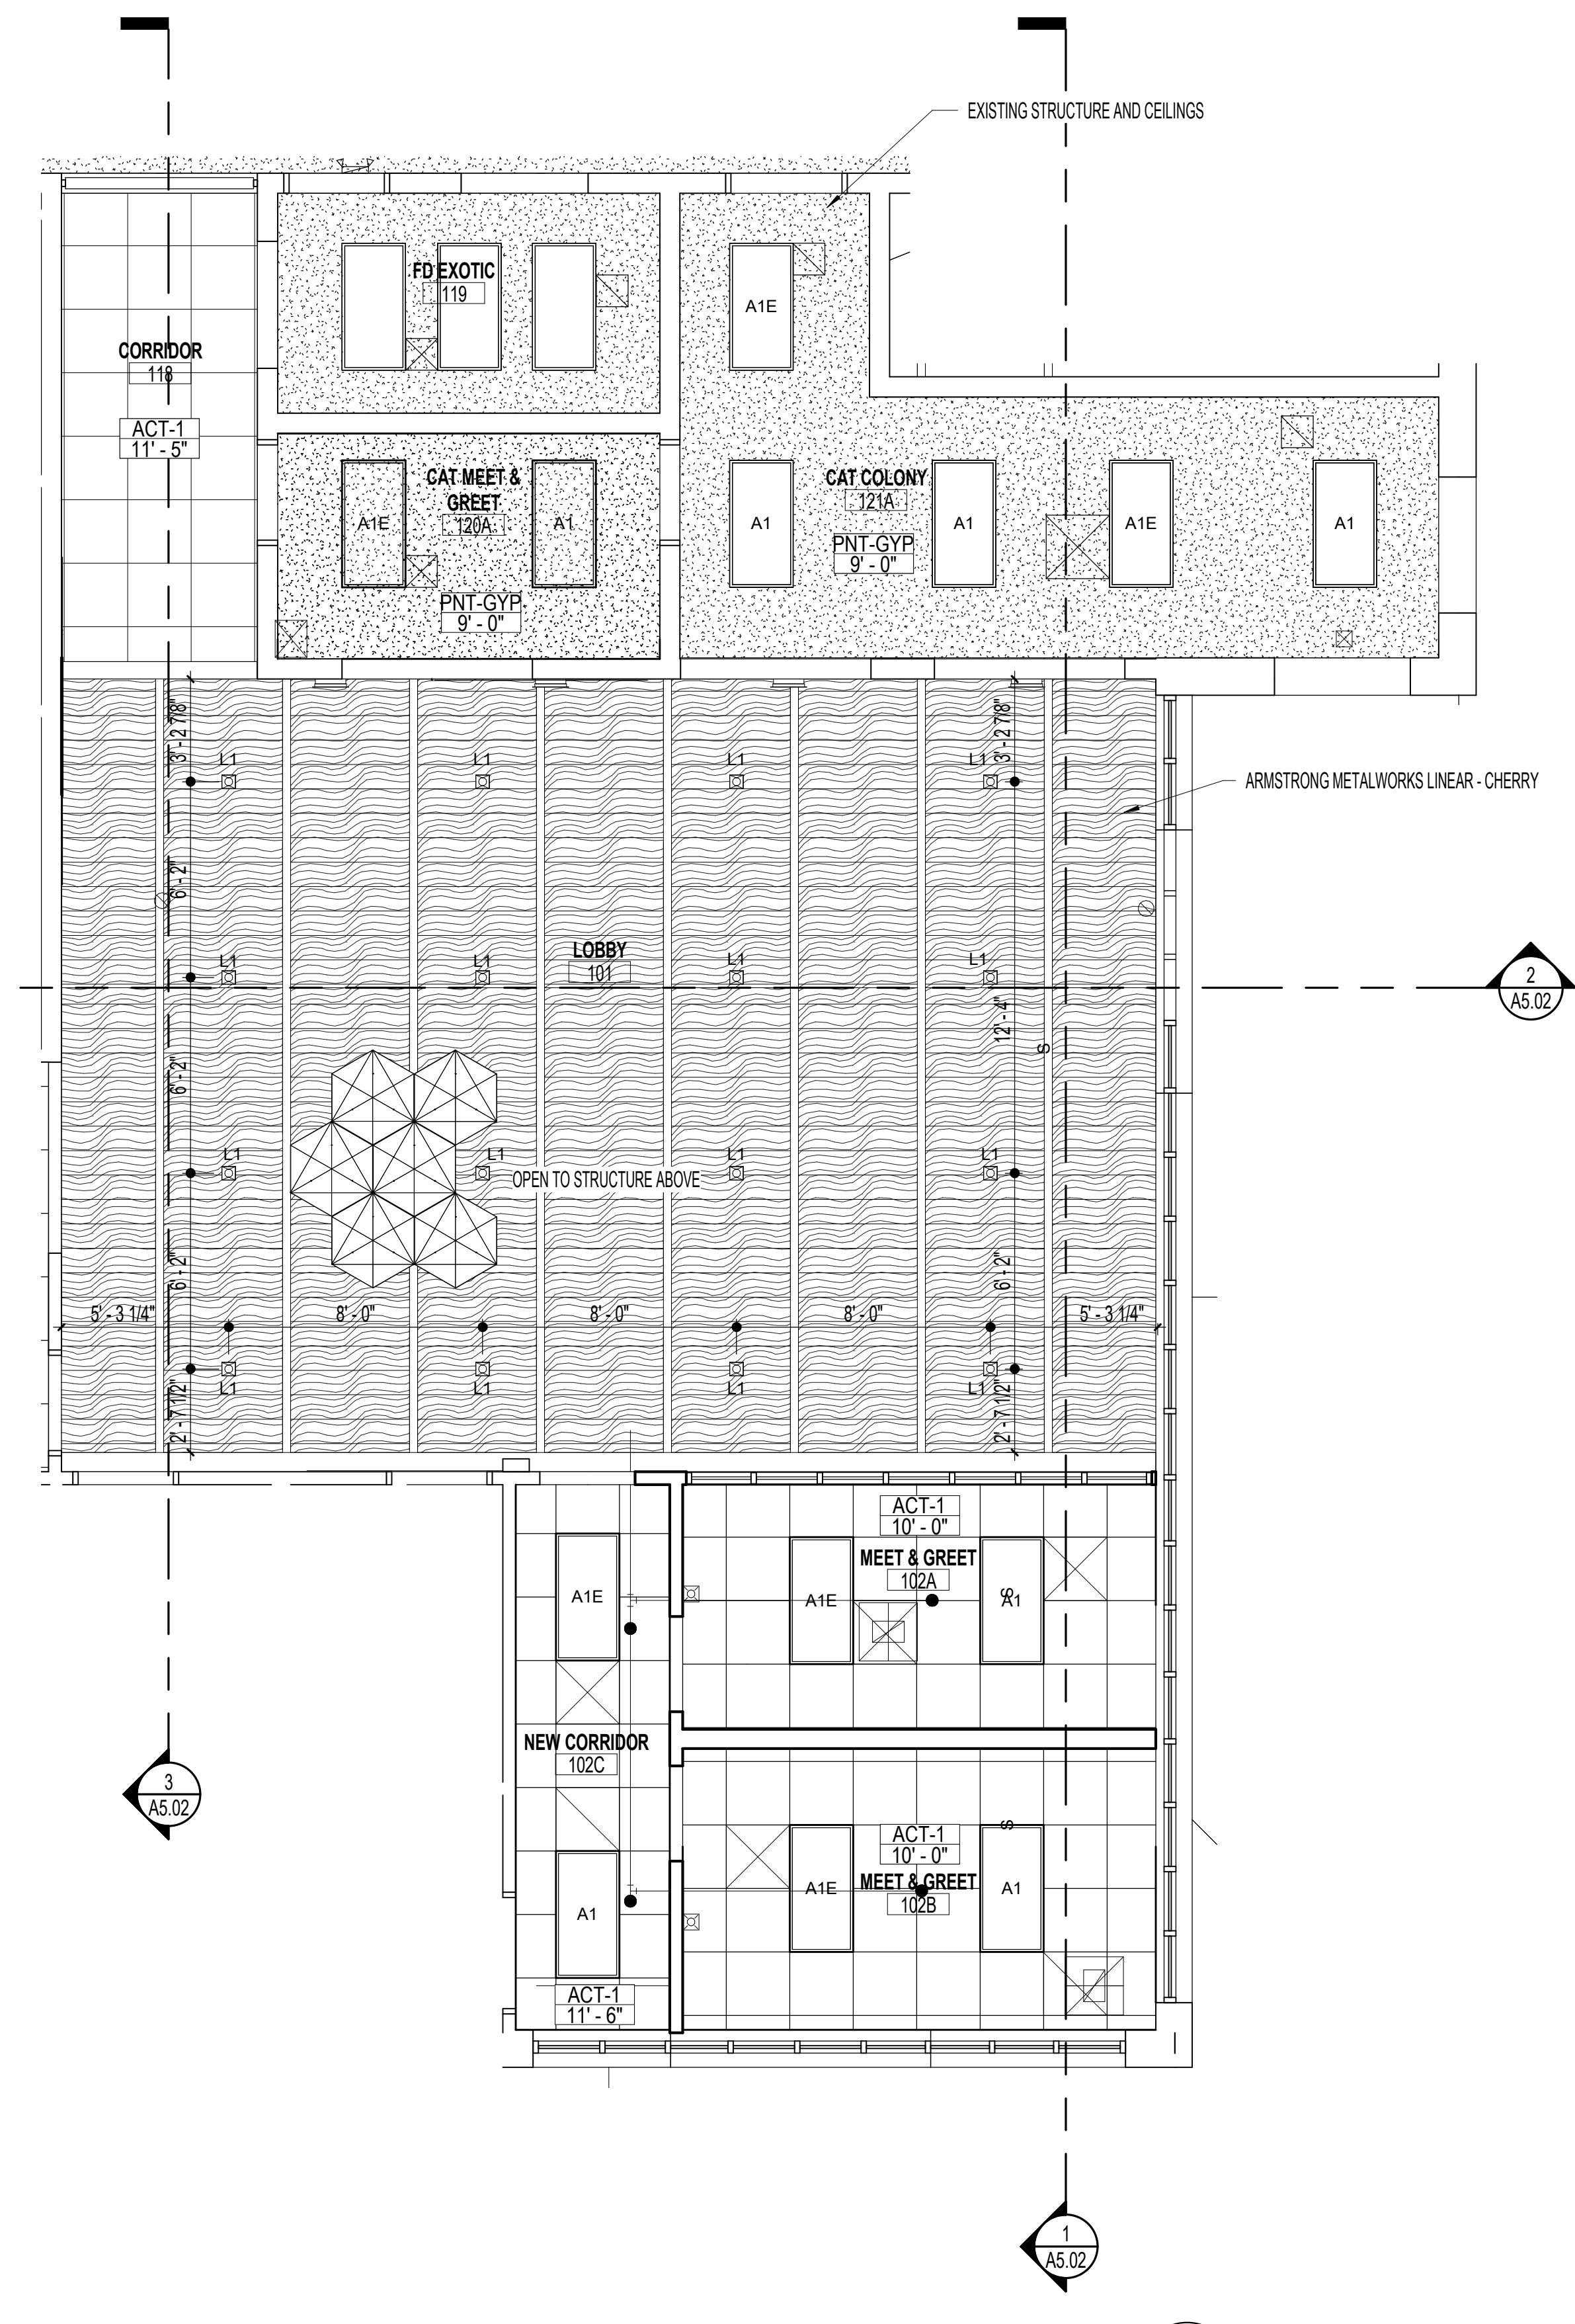 EXISTING STRUCTURE AND CEILINGS
FD EXOTIC
119
A1E
CORRIDOR
118
ACT-1
11' - 5"
CAT MEET &
GREET
120A
A1E
A1
PNT-GYP
9' - 0"
CAT COLONY
121A
PNT-GYP
9' - 0"
A1
A1
A1E
A1
3' - 2 7/8"
3' - 2 7/8"
L1
L1
L1
L1
ARMSTRONG METALWORKS LINEAR - CHERRY
6' - 2"
LOBBY
101
L1
L1
L1
L1
2
A5.02
12' - 4"
S
6' - 2"
L1
L1
L1
L1
OPEN TO STRUCTURE ABOVE
6' - 2"
6' - 2"
5' - 3 1/4"
8' - 0"
8' - 0"
8' - 0"
5' - 3 1/4"
L1
L1
L1
L1
2' - 7 1/2"
2' - 7 1/2"
ACT-1
10' - 0"
MEET & GREET
102A
A1E
A1E
S
S
A1
NEW CORRIDOR
102C
3
A5.02
S
ACT-1
10' - 0"
MEET & GREET
102B
A1E
A1
A1
ACT-1
11' - 6"
1
A5.02